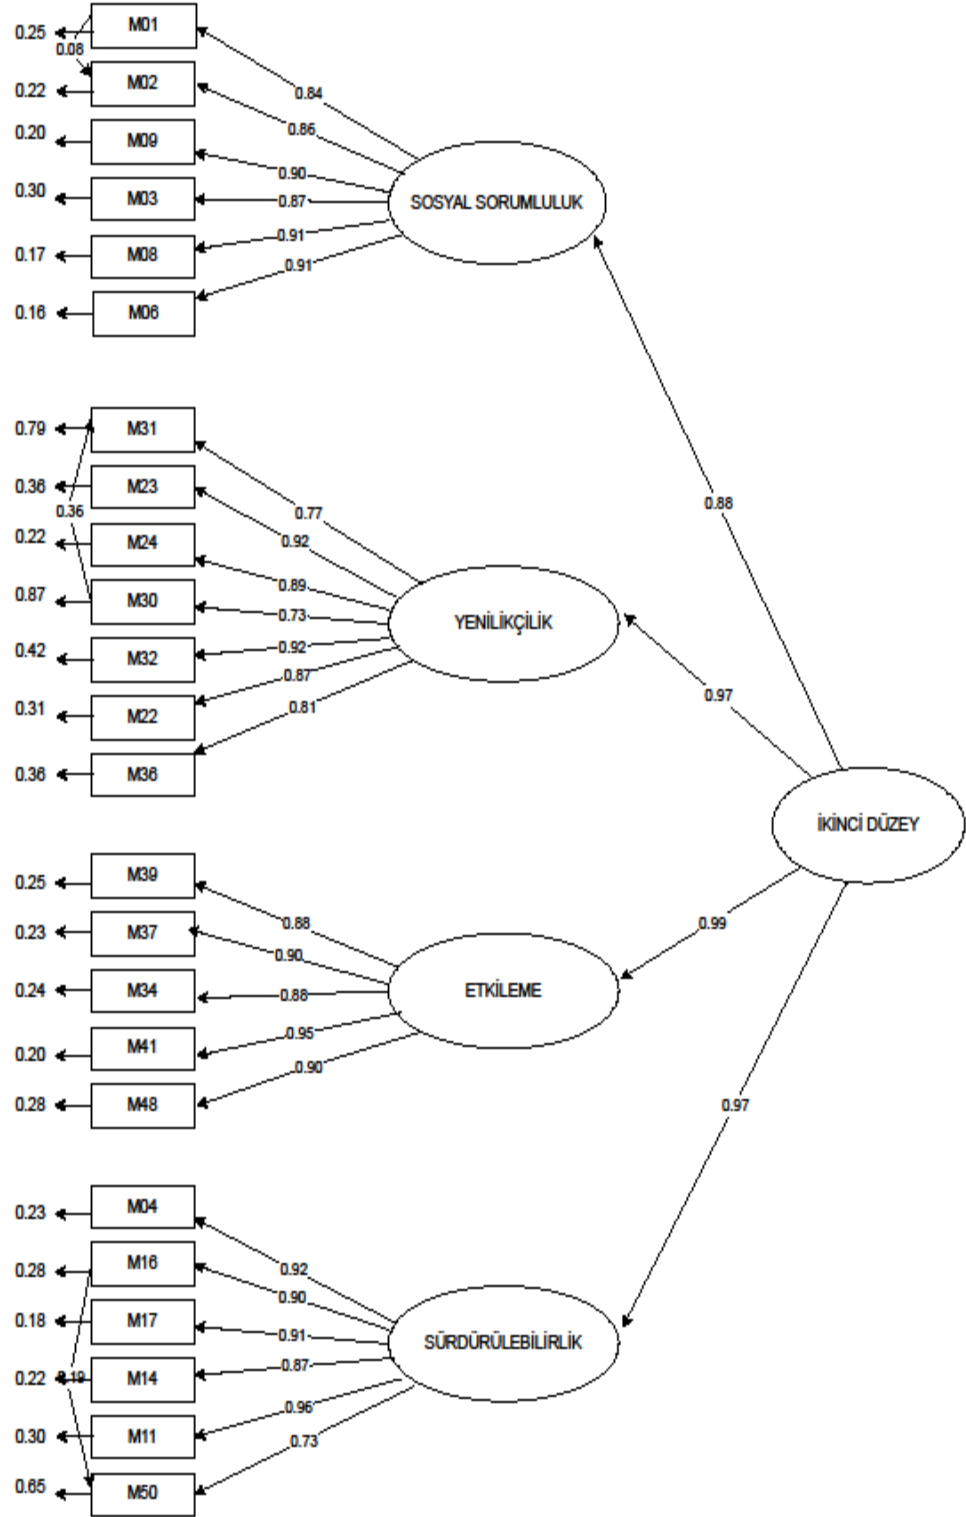 0.25
M01
0.08
0.22
M02
0.84
0.86
0.20
M09
0.90
0.30
M03
0.87
SOSYAL SORUMLULUK
0.17
M08
0.91
0.91
0.16
M06
0.79
M31
0.36
M23
0.36
0.77
0.88
0.22
M24
0.92
0.89
0.87
M30
0.73
YENİLİKÇİLİK
0.42
M32
0.92
0.87
0.31
M22
0.81
0.97
0.36
M36
İKİNCİ DÜZEY
0.25
M39
0.88
0.23
M37
0.90
0.99
0.24
M34
0.88
ETKİLEME
0.20
M41
0.95
0.90
0.28
M48
0.97
0.23
M04
0.28
M16
0.92
0.90
0.18
M17
0.91
SÜRDÜRÜLEBİLİRLİK
0.22
0.19
M14
0.87
0.96
0.30
M11
0.73
0.65
M50